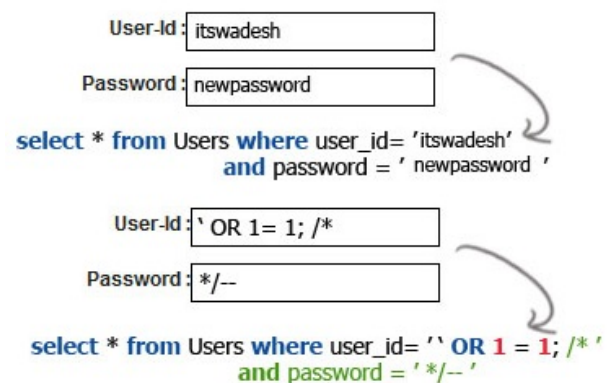 User-Id : itswadesh
Password : newpassword
select * from Users where user_id= 'itswadesh'
and password = ' newpassword '
User-Id : ` OR 1= 1; /*
Password : */--
select * from Users where user_id= '` OR 1 = 1; /* '
and password = ' */-- '